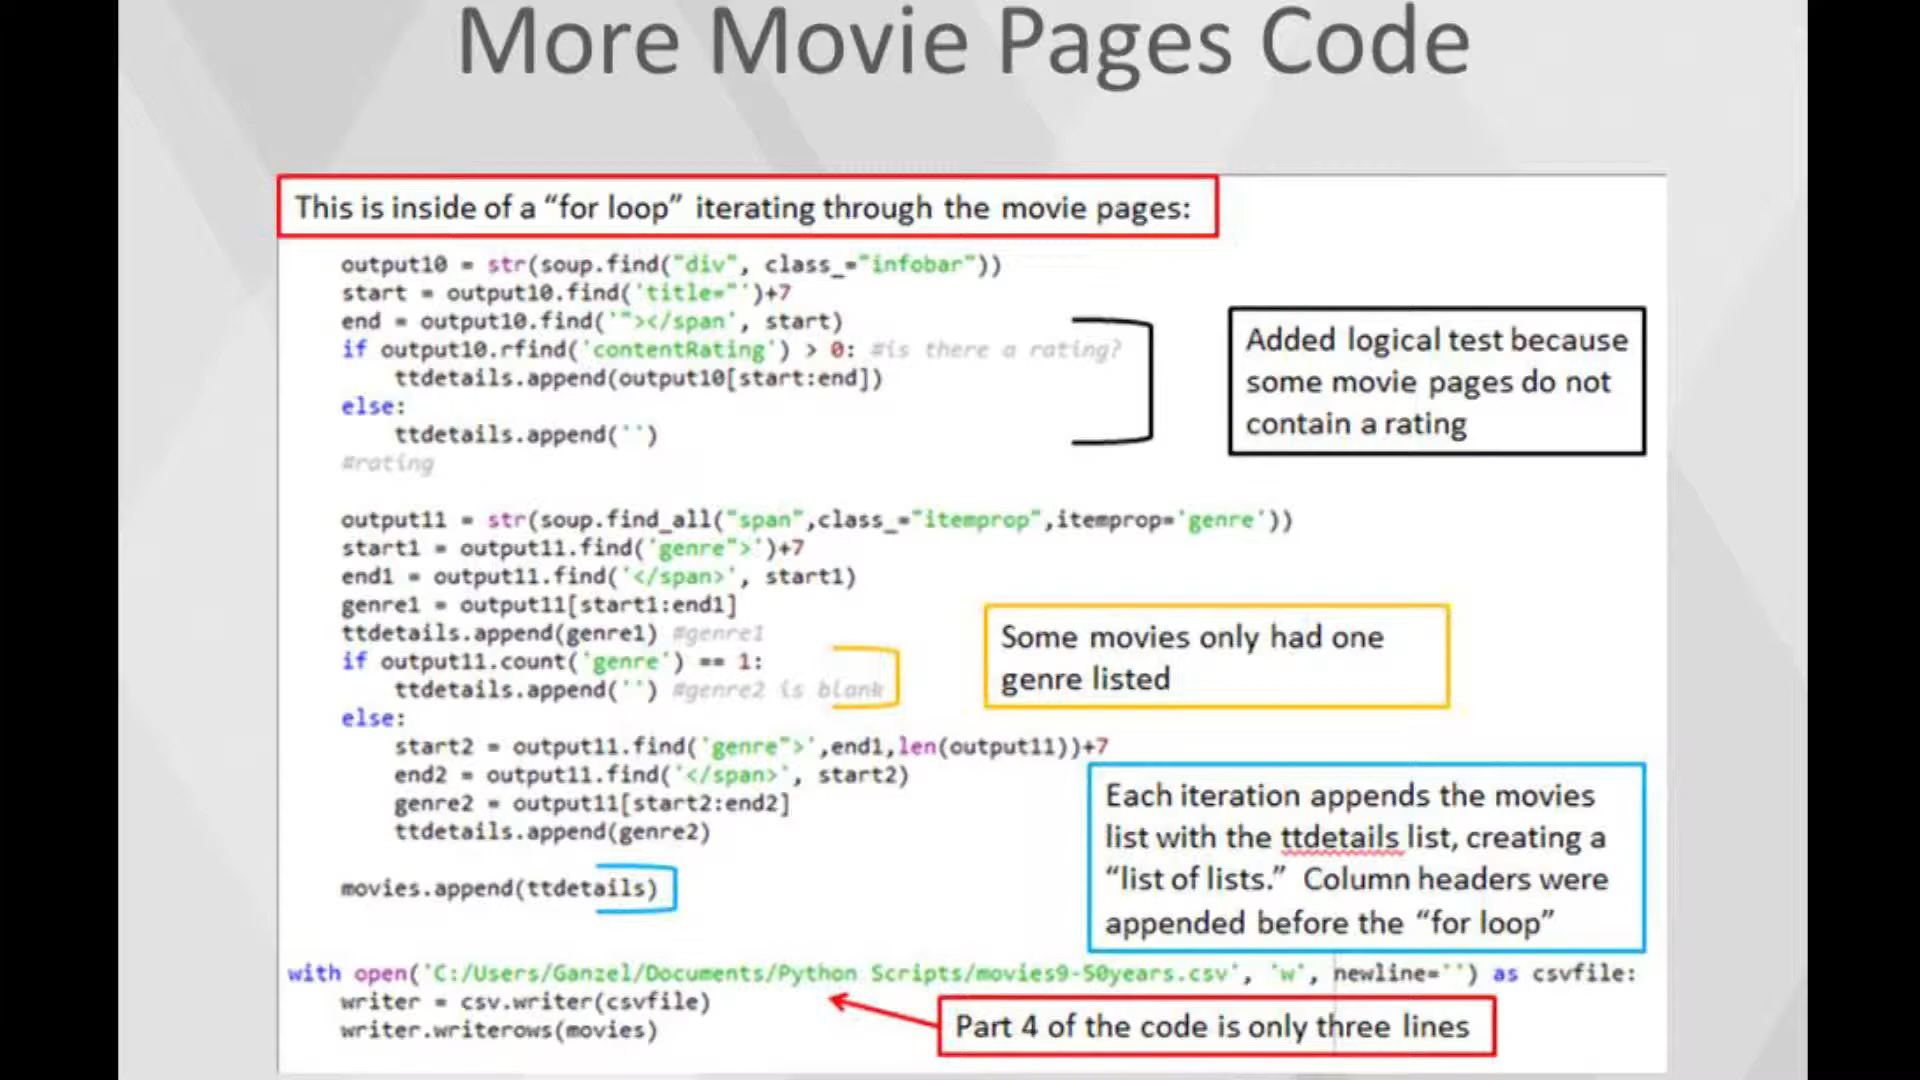 More Movie Pages Code
This is inside of a “for loop” iterating through the movie pages:
output10 = str(soup.find("div", class_="infobar"))
start = output10.find('title="')+7
end = output10.find('"></span', start)
if output10.rfind('contentRating') > 0: #is there a rating?
ttdetails.append(output10[start:end])
else:
ttdetails.append('')
#rating
Added logical test because
some movie pages do not
contain a rating
output11 = str(soup.find_all("span",class_="itemprop",itemprop='genre'))
start1 = output11.find('genre">')+7
end1 = output11.find('</span>', start1)
genre1 = output11[start1:end1]
ttdetails.append(genre1) #genre1
if output11.count('genre') == 1:
ttdetails.append('') #genre2 is blank
else:
start2 = output11.find('genre">',end1,len(output11))+7
end2 = output11.find('</span>', start2)
genre2 = output11[start2:end2]
ttdetails.append(genre2)
Some movies only had one
genre listed
movies.append(ttdetails)
Each iteration appends the movies
list with the ttdetails list, creating a
“list of lists.” Column headers were
appended before the “for loop”
with open('C:/Users/Ganzel/Documents/Python Scripts/movies9-50years.csv', 'w', newline='') as csvfile:
writer = csv.writer(csvfile)
writer.writerows(movies)
Part 4 of the code is only three lines